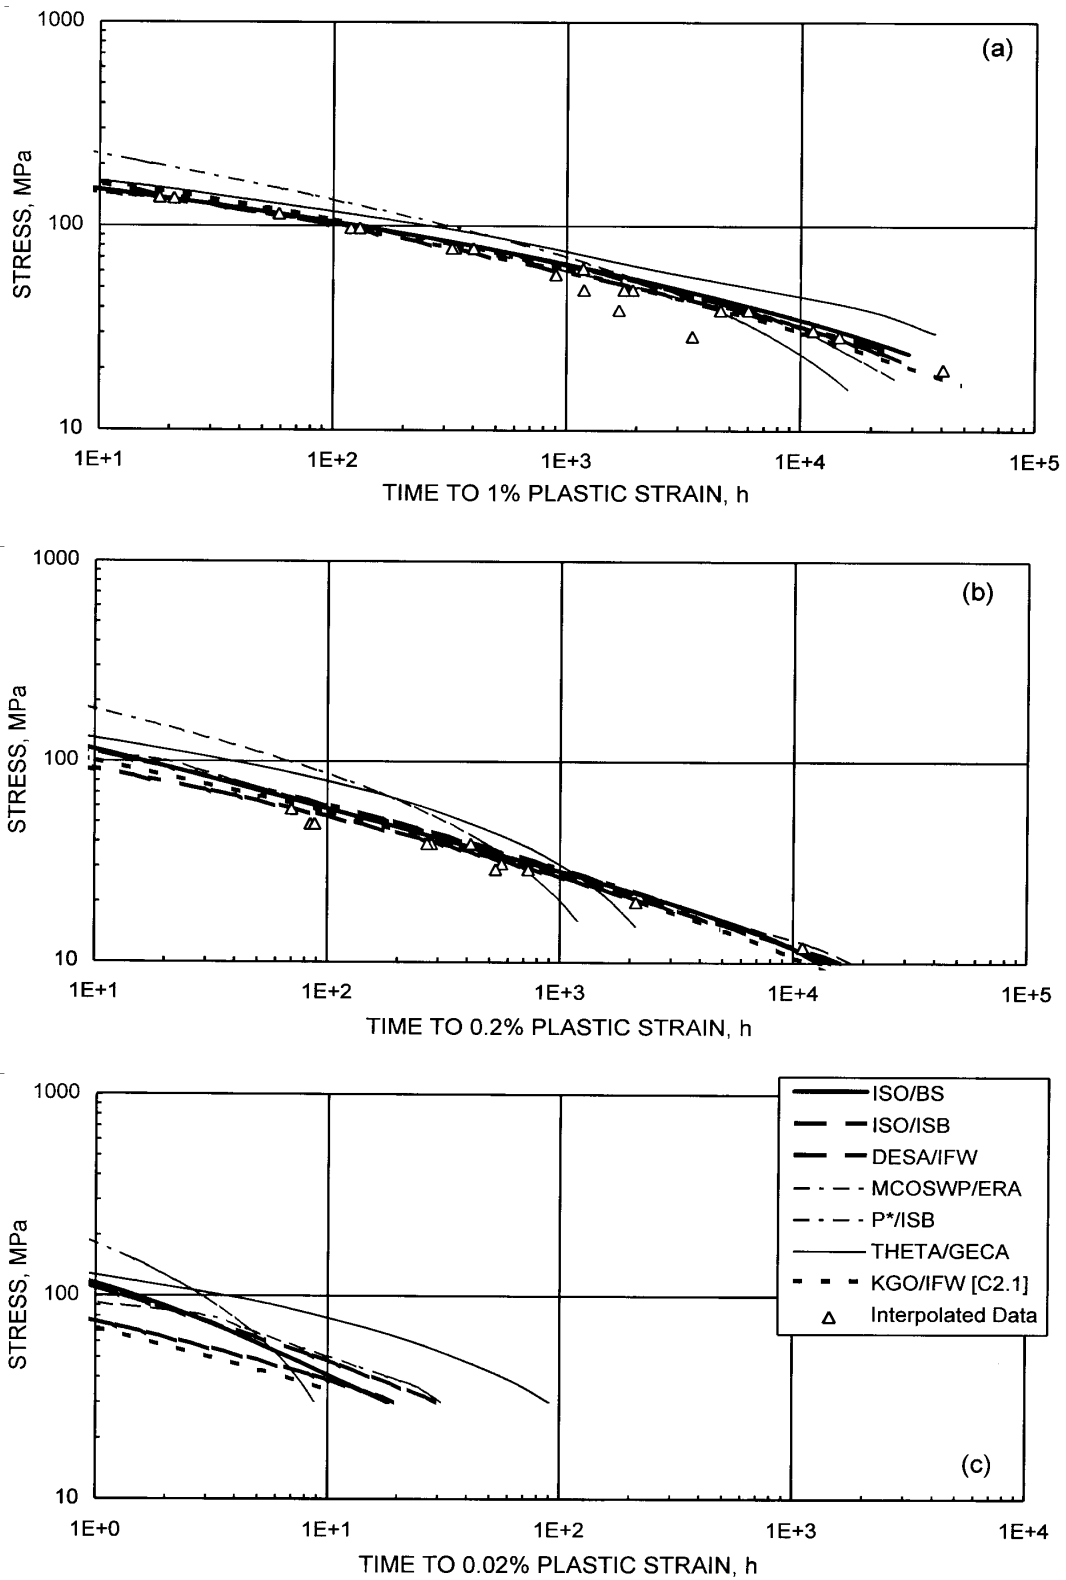 1000
(a)
STRESS, MPa
100
10
1E+1 1E+2 1E+3 1E+4 1E+5
TIME TO 1% PLASTIC STRAIN, h
1000
(b)
STRESS, MPa
100
10
1E+1 1E+2 1E+3 1E+4 1E+5
TIME TO 0.2% PLASTIC STRAIN, h
1000
ISO/BS
ISO/ISB
DESA/IFW
MCOSWP/ERA
P*/ISB
THETA/GECA
KGO/IFW [C2.1]
Interpolated Data
STRESS, MPa
100
(c)
10
1E+0 1E+1 1E+2 1E+3 1E+4
TIME TO 0.02% PLASTIC STRAIN, h